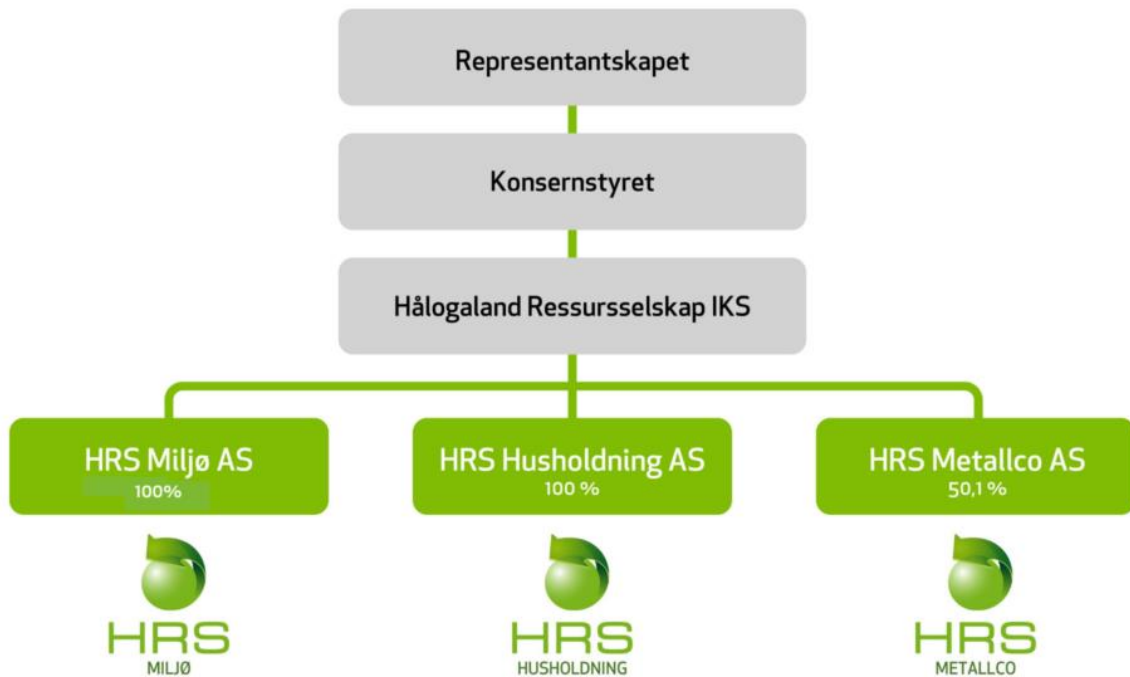 Representantskapet
Konsernstyret
Hålogaland Ressursselskap IKS
HRS Miljø AS
100%
HRS Husholdning AS
100 %
HRS Metallco AS
50,1 %
HRS
MILJØ
HRS
HUSHOLDNING
HRS
METALLCO